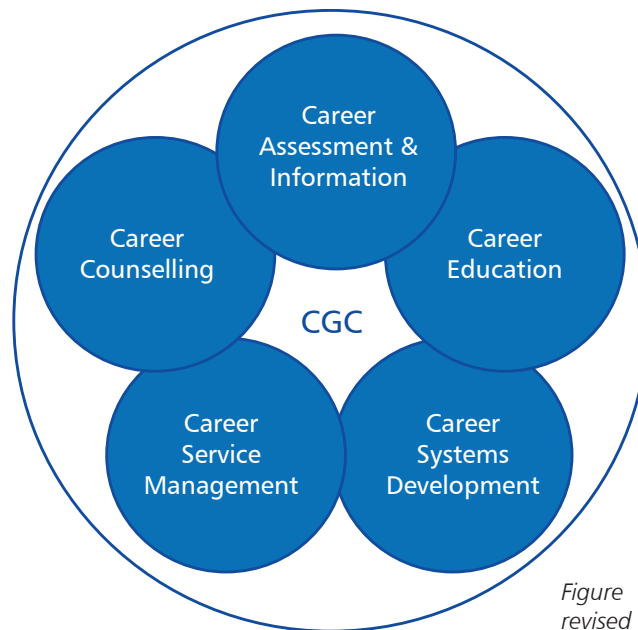 Career
Assessment &
Information
Career
Counselling
Career
Education
CGC
Career
Service
Management
Career
Systems
Development
Figure
revised